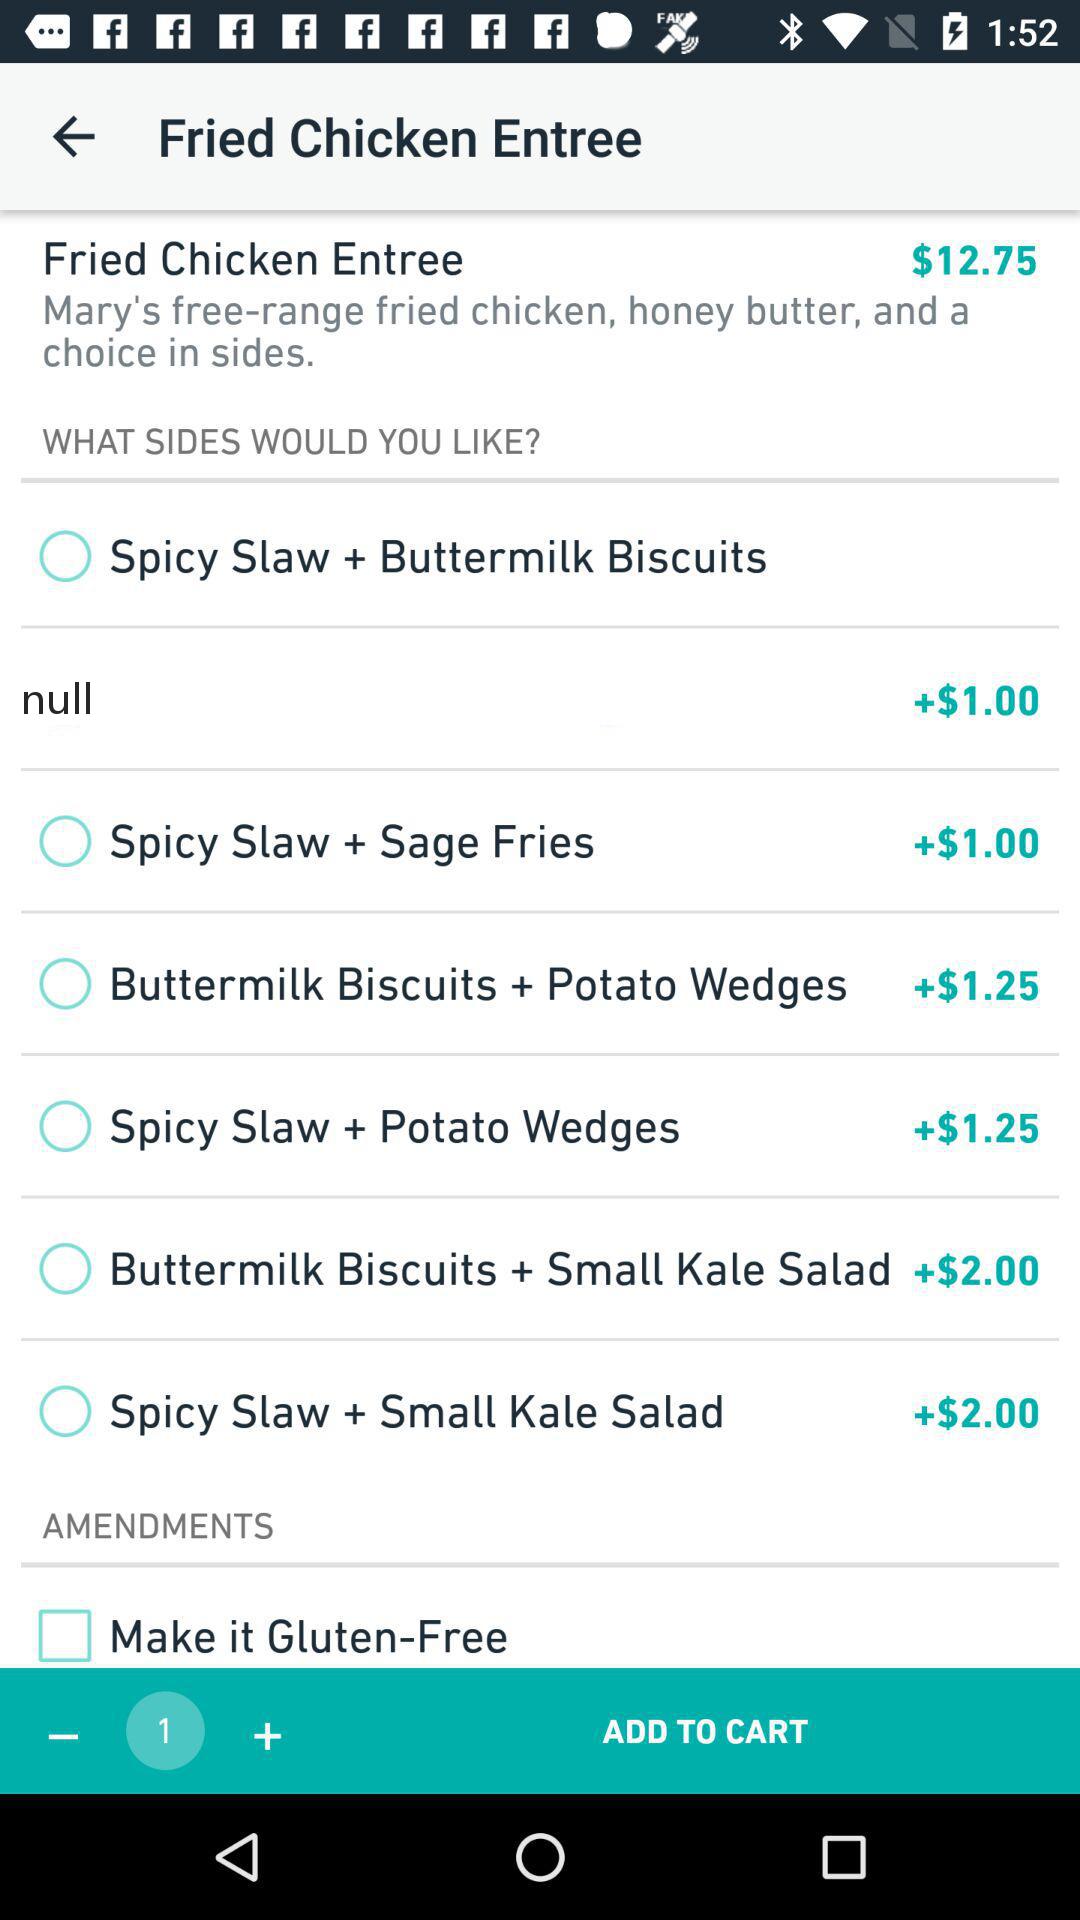 FAK
1:52
Fried Chicken Entree
Fried Chicken Entree $12.75
Mary's free-range fried chicken, honey butter, and a
choice in sides.
WHAT SIDES WOULD YOU LIKE?
Spicy Slaw + Buttermilk Biscuits
null +$1.00
Spicy Slaw + Sage Fries +$1.00
Buttermilk Biscuits + Potato Wedges +$1.25
Spicy Slaw + Potato Wedges +$1.25
Buttermilk Biscuits + Small Kale Salad +$2.00
Spicy Slaw + Small Kale Salad +$2.00
AMENDMENTS
Make it Gluten-Free
– 1 + ADD TO CART